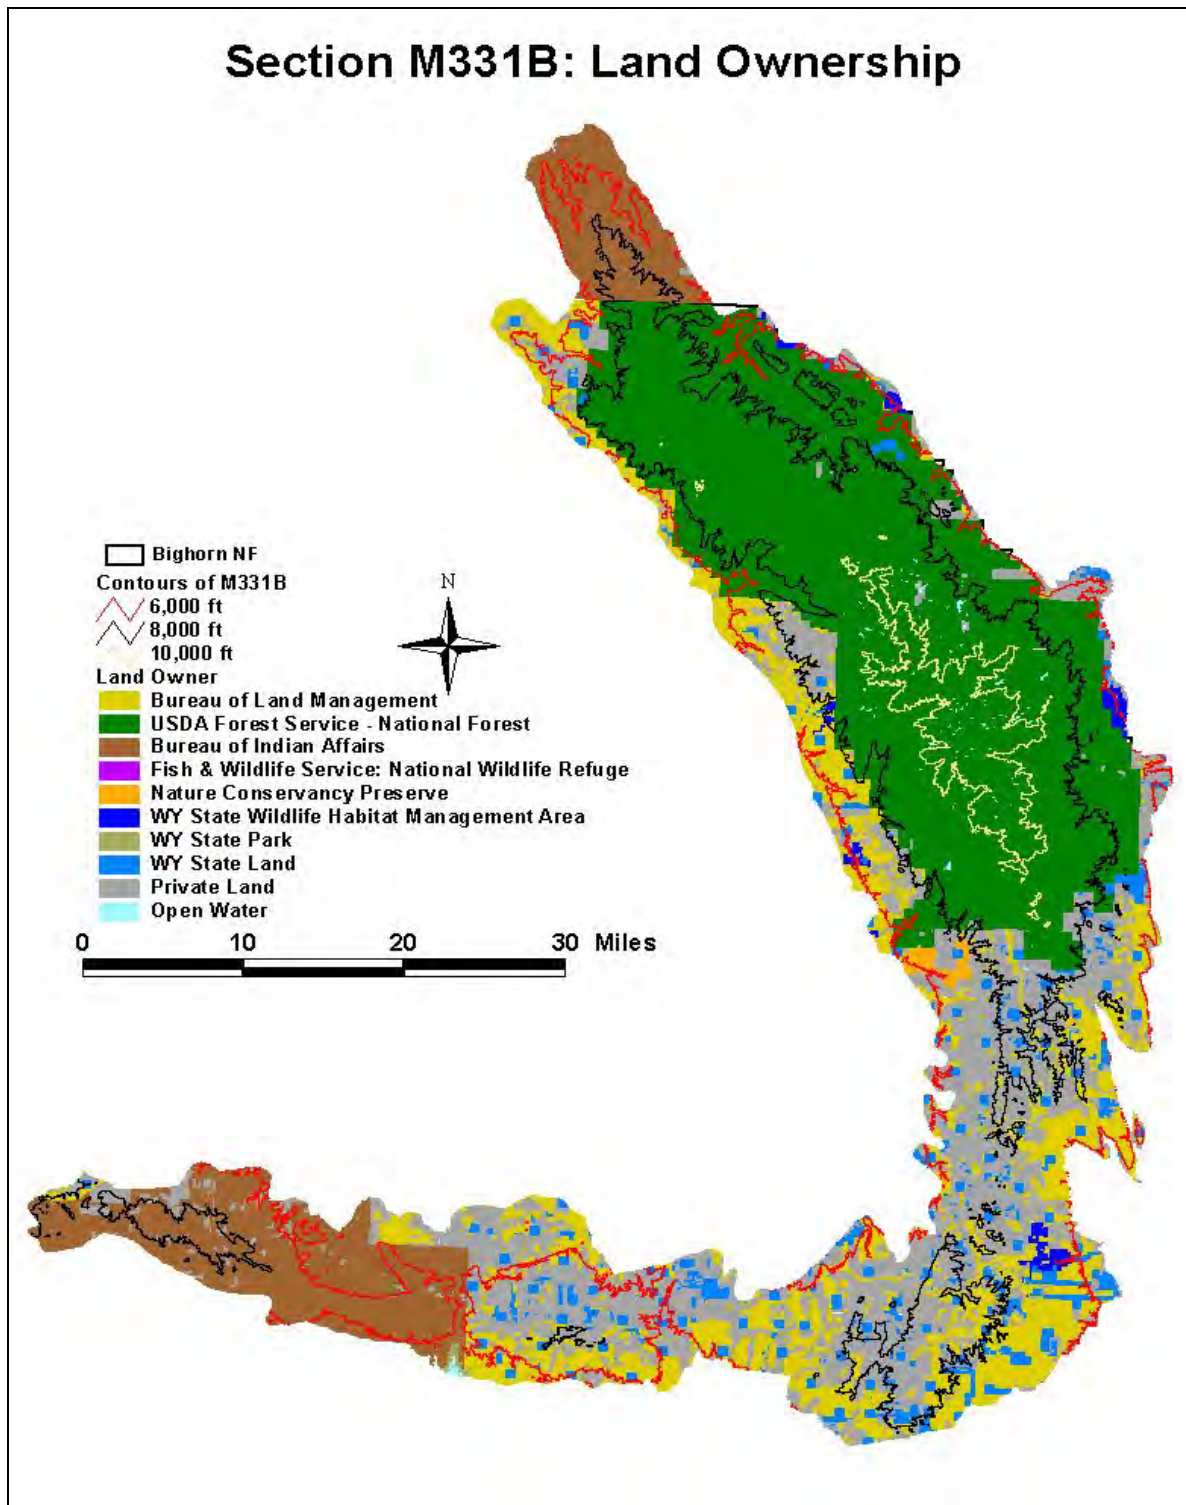 Section M331B: Land Ownership
Bighorn NF
Contours of M331B
6,000 ft
8,000 ft
10,000 ft
N
Land Owner
Bureau of Land Management
USDA Forest Service - National Forest
Bureau of Indian Affairs
Fish & Wildlife Service: National Wildlife Refuge
Nature Conservancy Preserve
WY State Wildlife Habitat Management Area
WY State Park
WY State Land
Private Land
Open Water
0 10 20 30 Miles